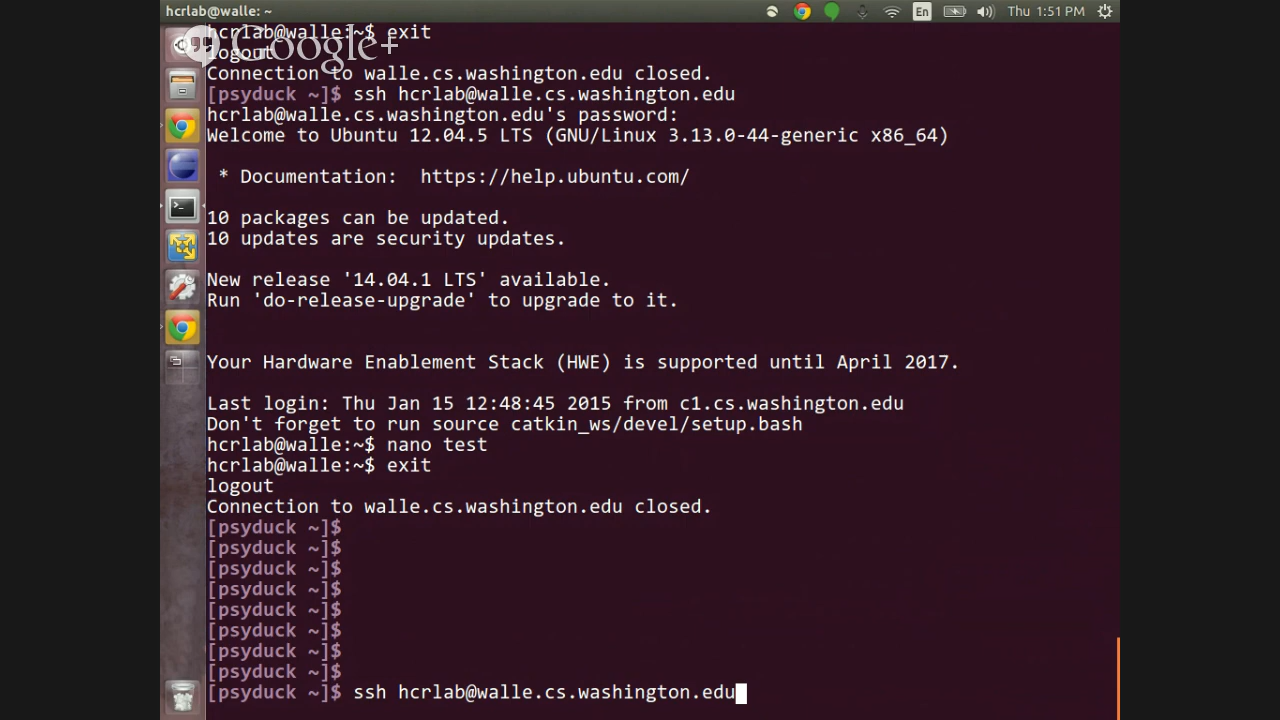 hcrlab@walle: ~
En
Thu 1:51 PM
Google+
hcrlab@walle:~$ exit
logout
Connection to walle.cs.washington.edu closed.
[psyduck ~]$ ssh hcrlab@walle.cs.washington.edu
hcrlab@walle.cs.washington.edu's password:
Welcome to Ubuntu 12.04.5 LTS (GNU/Linux 3.13.0-44-generic x86_64)
* Documentation:  https://help.ubuntu.com/
10 packages can be updated.
10 updates are security updates.
New release '14.04.1 LTS' available.
Run 'do-release-upgrade' to upgrade to it.
Your Hardware Enablement Stack (HWE) is supported until April 2017.
Last login: Thu Jan 15 12:48:45 2015 from c1.cs.washington.edu
Don't forget to run source catkin_ws/devel/setup.bash
hcrlab@walle:~$ nano test
hcrlab@walle:~$ exit
logout
Connection to walle.cs.washington.edu closed.
[psyduck ~]$
[psyduck ~]$
[psyduck ~]$
[psyduck ~]$
[psyduck ~]$
[psyduck ~]$
[psyduck ~]$
[psyduck ~]$
[psyduck ~]$ ssh hcrlab@walle.cs.washington.edu